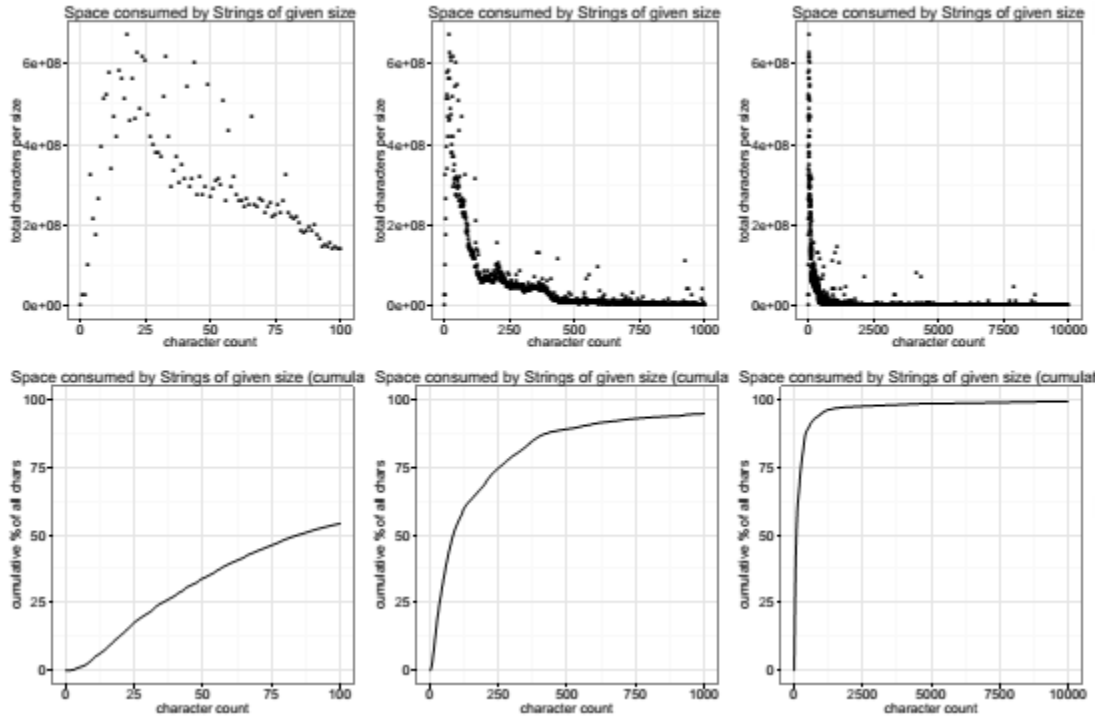 Space consumed by Strings of given size
total characters per size
6e+08
4e+08
2e+08
0e+00
0
25
50
75
100
character count
Space consumed by Strings of given size
total characters per size
6e+08
4e+08
2e+08
0e+00
0
250
500
750
1000
character count
Space consumed by Strings of given size
total characters per size
6e+08
4e+08
2e+08
0e+00
0
2500
5000
7500
10000
character count
Space consumed by Strings of given size (cumula
cumulative % of all chars
100
75
50
25
0
0
25
50
75
100
character count
Space consumed by Strings of given size (cumula
cumulative % of all chars
100
75
50
25
0
0
250
500
750
1000
character count
Space consumed by Strings of given size (cumulat
cumulative % of all chars
100
75
50
25
0
0
2500
5000
7500
10000
character count